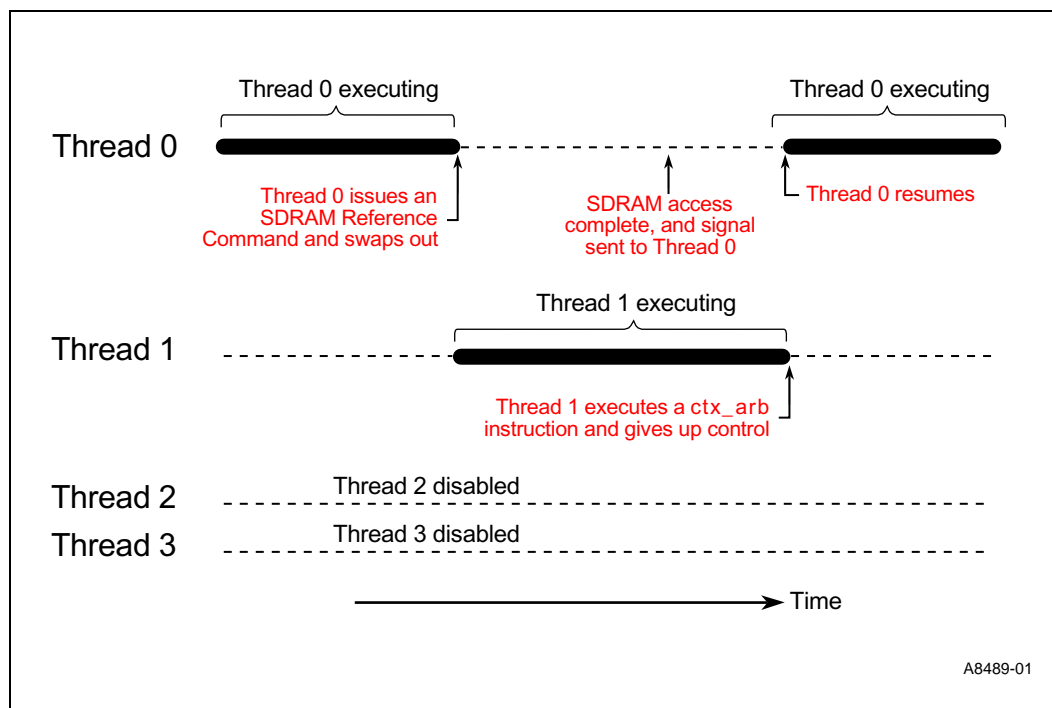 Thread 0 executing
Thread 0 executing
Thread 0
Thread 0 issues an
SDRAM Reference
Command and swaps out
SDRAM access
complete, and signal
sent to Thread 0
Thread 0 resumes
Thread 1 executing
Thread 1
Thread 1 executes a ctx_arb
instruction and gives up control
Thread 2
Thread 2 disabled
Thread 3
Thread 3 disabled
Time
A8489-01